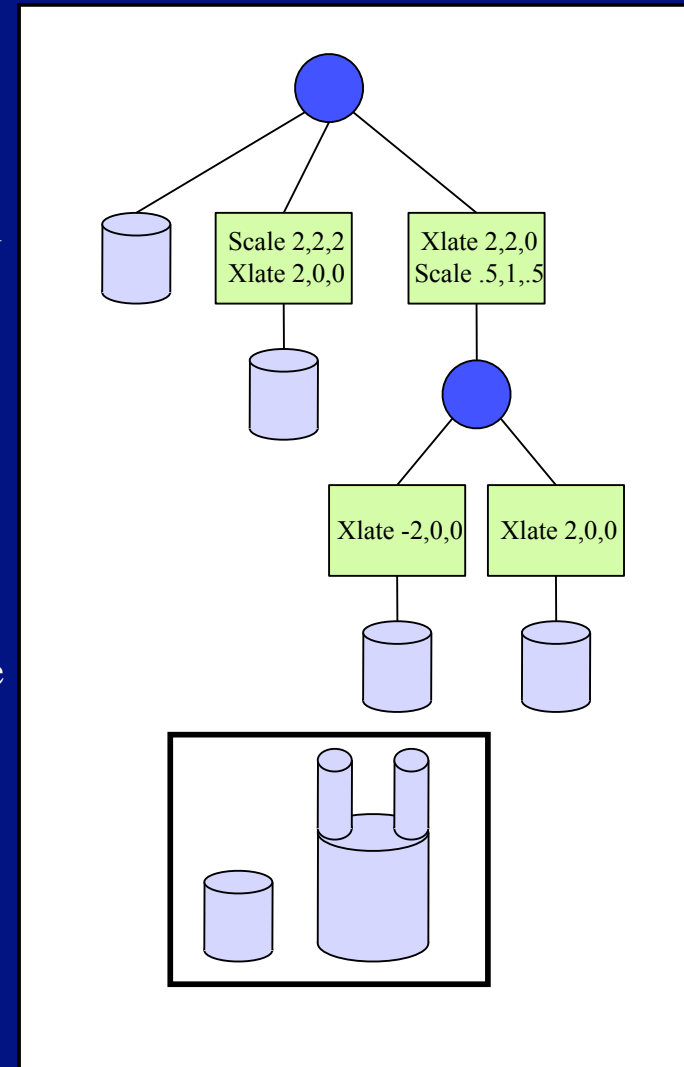 Scale 2,2,2
Xlate 2,0,0
Xlate 2,2,0
Scale .5,1,.5
Xlate -2,0,0
Xlate 2,0,0
e